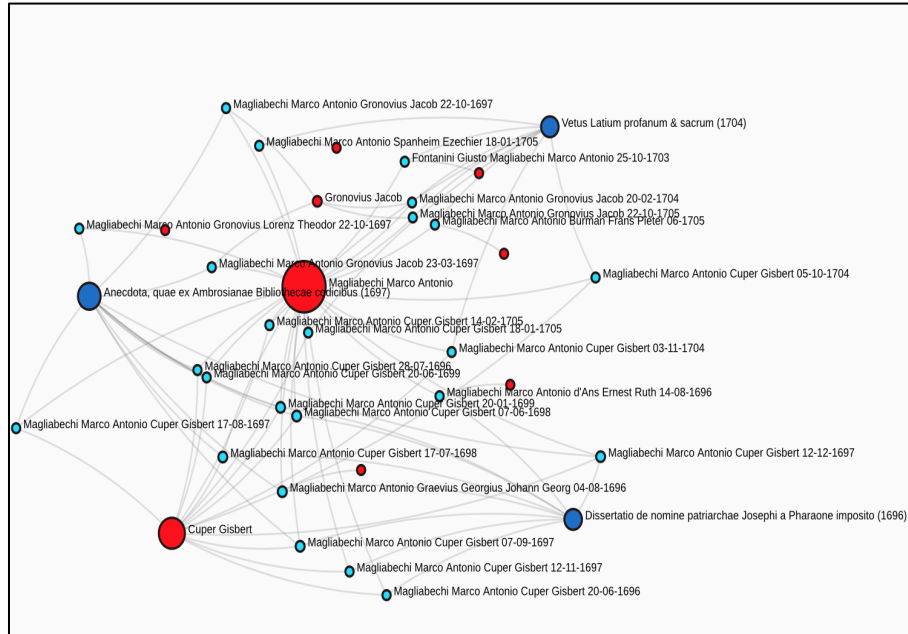 Magliabechi Marco Antonio Gronovius Jacob 22-10-1697
Vetus Latium profanum & sacrum (1704)
Magliabechi Marco Antonio Spanheim Ezechier 18-01-1705
Fontanini Giusto Magliabechi Marco Antonio 25-10-1703
Gronovius Jacob
Magliabechi Marco Antonio Gronovius Jacob 20-02-1704
Magliabechi Marco Antonio Gronovius Jacob 22-10-1705
Magliabechi Marco Antonio Burman Frans Pieter 06-1705
Magliabechi Marco Antonio Gronovius Lorenz Theodor 22-10-1697
Magliabechi Marco Antonio Gronovius Jacob 23-03-1697
Magliabechi Marco Antonio Cuper Gisbert 05-10-1704
Magliabechi Marco Antonio
Anecdota, quae ex Ambrosianae Bibliothecae codicibus (1697)
Magliabechi Marco Antonio Cuper Gisbert 14-02-1705
Magliabechi Marco Antonio Cuper Gisbert 18-01-1705
Magliabechi Marco Antonio Cuper Gisbert 03-11-1704
Magliabechi Marco Antonio Cuper Gisbert 28-07-1696
Magliabechi Marco Antonio Cuper Gisbert 20-06-1699
Magliabechi Marco Antonio d'Ans Ernest Ruth 14-08-1696
Magliabechi Marco Antonio Cuper Gisbert 20-01-1699
Magliabechi Marco Antonio Cuper Gisbert 07-06-1698
Magliabechi Marco Antonio Cuper Gisbert 17-08-1697
Magliabechi Marco Antonio Cuper Gisbert 17-07-1698
Magliabechi Marco Antonio Cuper Gisbert 12-12-1697
Magliabechi Marco Antonio Graevius Georgius Johann Georg 04-08-1696
Dissertatio de nomine patriarchae Josephi a Pharaone imposito (1696)
Cuper Gisbert
Magliabechi Marco Antonio Cuper Gisbert 07-09-1697
Magliabechi Marco Antonio Cuper Gisbert 12-11-1697
Magliabechi Marco Antonio Cuper Gisbert 20-06-1696